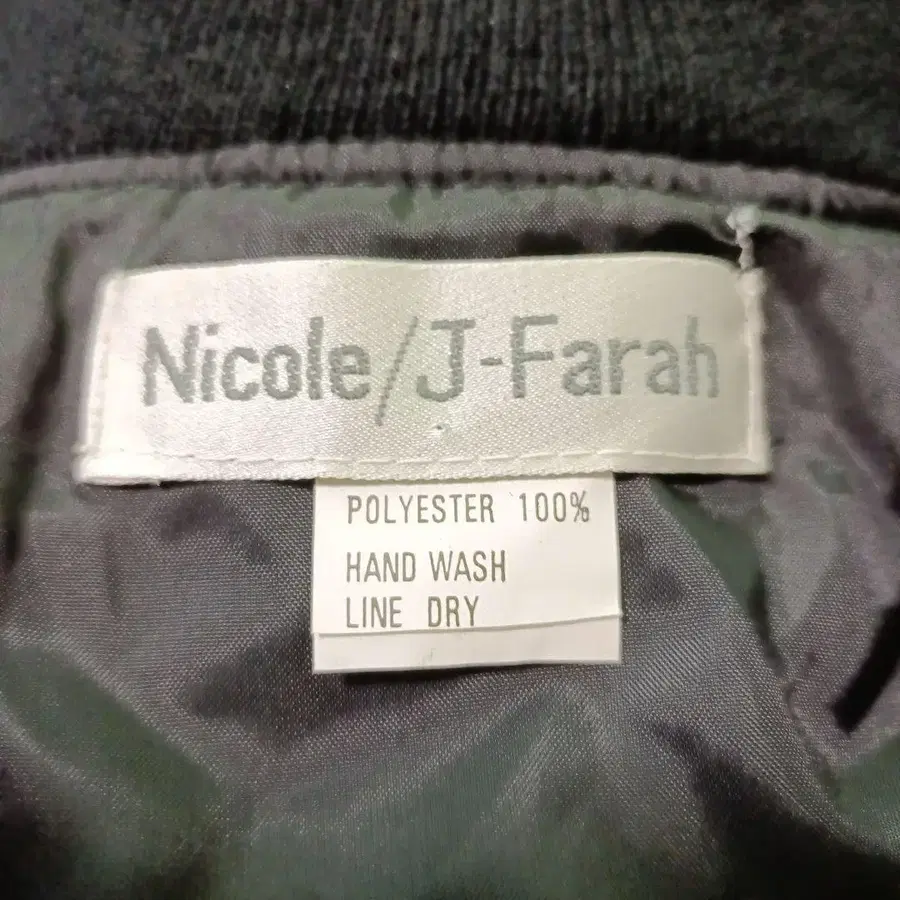 Nicole/J-Farah
POLYESTER 100%
HAND WASH
LINE DRY